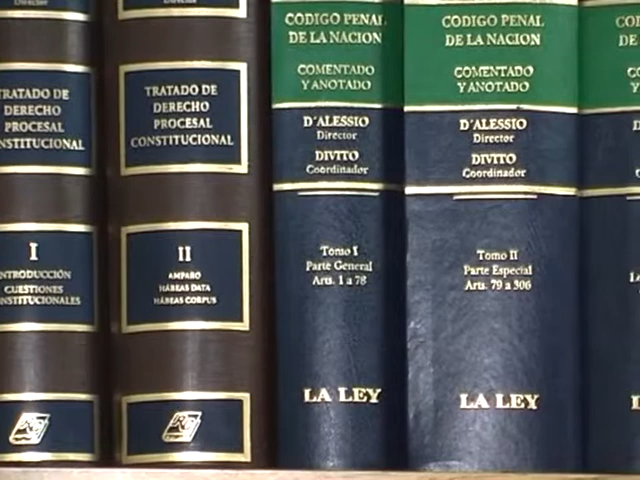 Director
TRATADO DE
DERECHO
PROCESAL
I
INTRODUCCIÓN
CUESTIONES
Director
TRATADO DE
DERECHO
PROCESAL
CONSTITUCIONAL
II
AMPARO
HÁBEAS DATA
HÁBEAS CORPUS
CODIGO PENAL
DE LA NACION
COMENTADO
Y ANOTADO
D'ALESSIO
Director
DIVITO
Coordinador
Tomo I
Parte General
Arts. 1 a 78
LA LEY
CODIGO PENAL
DE LA NACION
COMENTADO
Y ANOTADO
D'ALESSIO
Director
DIVITO
Coordinador
Tomo II
Parte Especial
Arts. 79 a 306
LA LEY